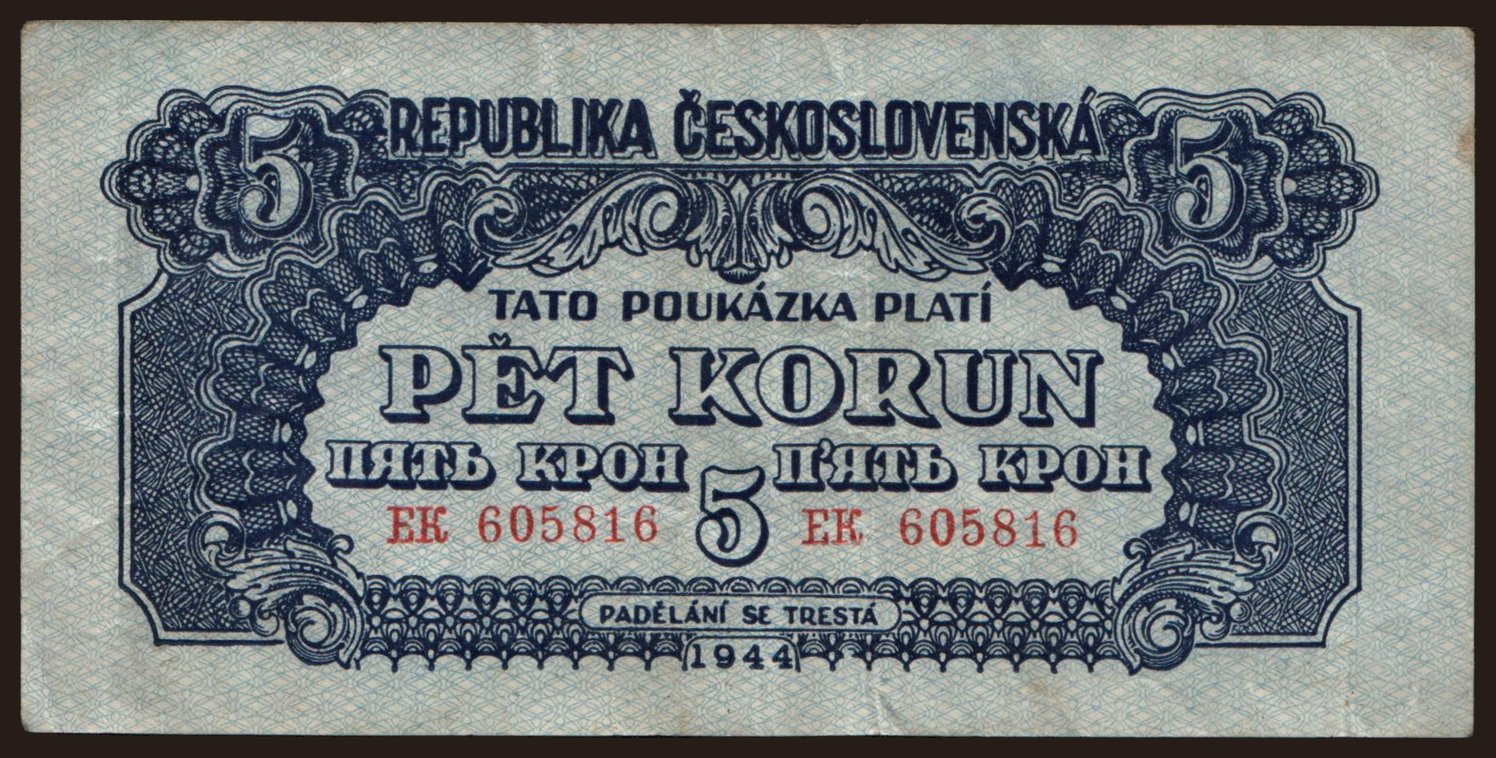 5 REPUBLIKA ČESKOSLOVENSKÁ 5
TATO POUKÁZKA PLATÍ
PĚT KORUN
ПЯТЬ КРОН 5 П'ЯТЬ КРОН
ЕК 605816 ЕК 605816
PADĚLÁNÍ SE TRESTÁ
1944